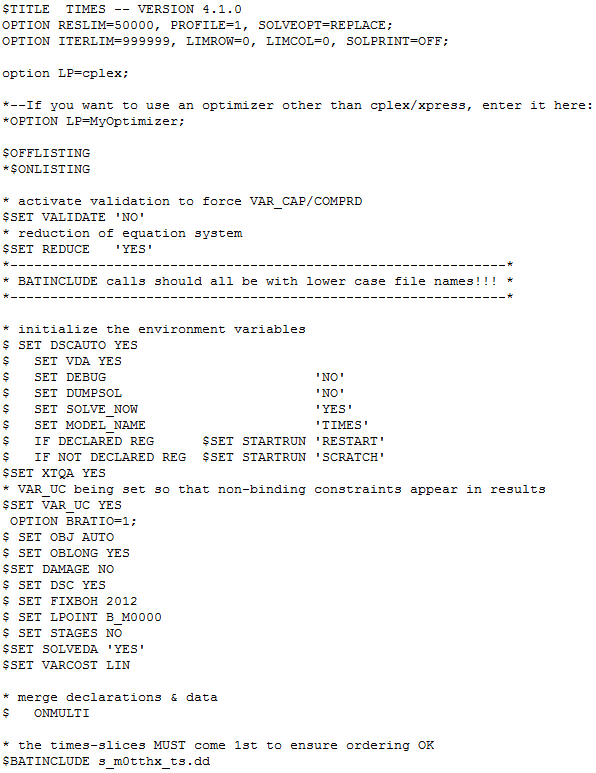 $TITLE  TIMES -- VERSION 4.1.0
OPTION RESLIM=50000, PROFILE=1, SOLVEOPT=REPLACE;
OPTION ITERLIM=999999, LIMROW=0, LIMCOL=0, SOLPRINT=OFF;

option LP=cplex;

*--If you want to use an optimizer other than cplex/xpress, enter it here:
*OPTION LP=MyOptimizer;

$OFFLISTING
*$ONLISTING

* activate validation to force VAR_CAP/COMPRD
$SET VALIDATE 'NO'
* reduction of equation system
$SET REDUCE   'YES'
*--------------------------------------------------------------*
* BATINCLUDE calls should all be with lower case file names!!! *
*--------------------------------------------------------------*

* initialize the environment variables
$ SET DSCAUTO YES
$   SET VDA YES
$   SET DEBUG                          'NO'
$   SET DUMPSOL                        'NO'
$   SET SOLVE_NOW                      'YES'
$   SET MODEL_NAME                     'TIMES'
$   IF DECLARED REG      $SET STARTRUN 'RESTART'
$   IF NOT DECLARED REG  $SET STARTRUN 'SCRATCH'
$SET XTQA YES
* VAR_UC being set so that non-binding constraints appear in results
$SET VAR_UC YES
 OPTION BRATIO=1;
$ SET OBJ AUTO
$ SET OBLONG YES
$SET DAMAGE NO
$ SET DSC YES
$ SET FIXBOH 2012
$ SET LPOINT B_M0000
$ SET STAGES NO
$SET SOLVEDA 'YES'
$SET VARCOST LIN

* merge declarations & data
$   ONMULTI

* the times-slices MUST come 1st to ensure ordering OK
$BATINCLUDE s_m0tthx_ts.dd